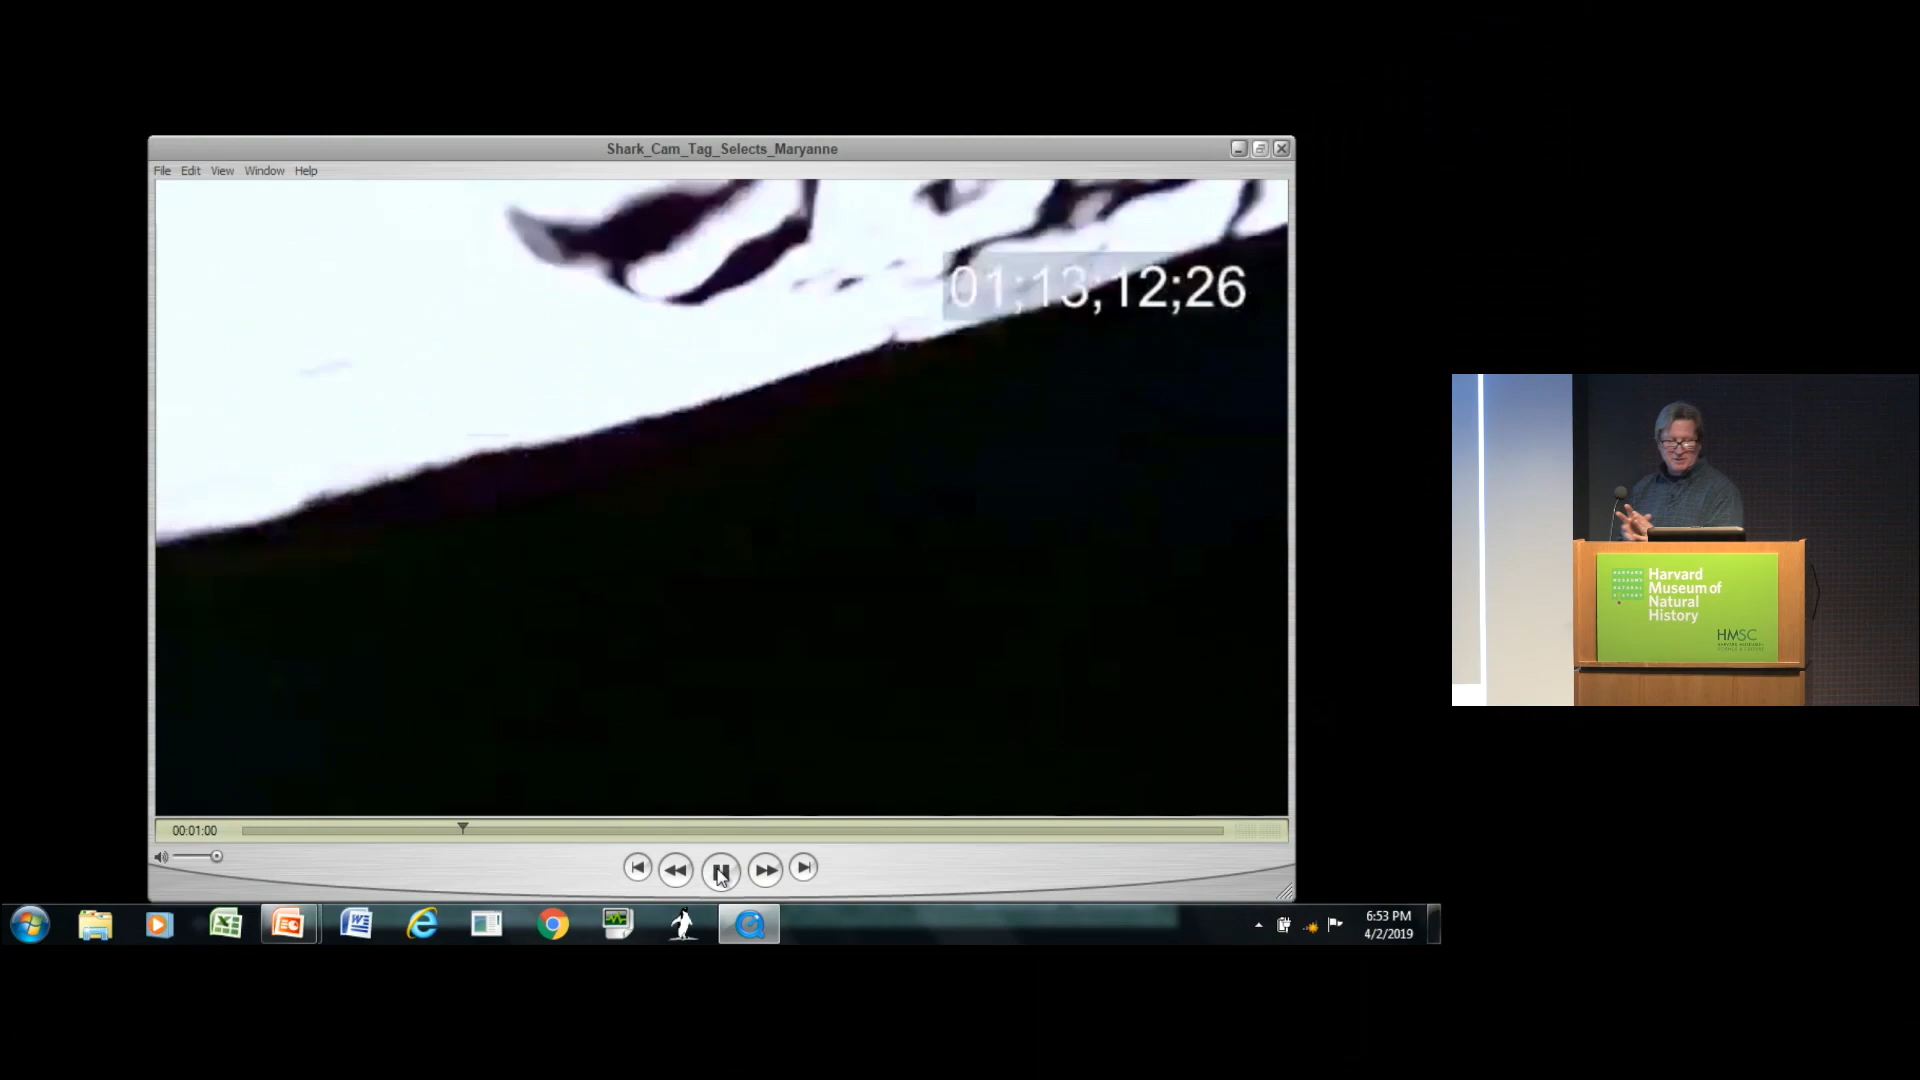 Shark_Cam_Tag_Selects_Maryanne
File Edit View Window Help
01;13;12;26
00:01:00
6:53 PM
4/2/2019
Harvard
Museum of
Natural
History
HMSC